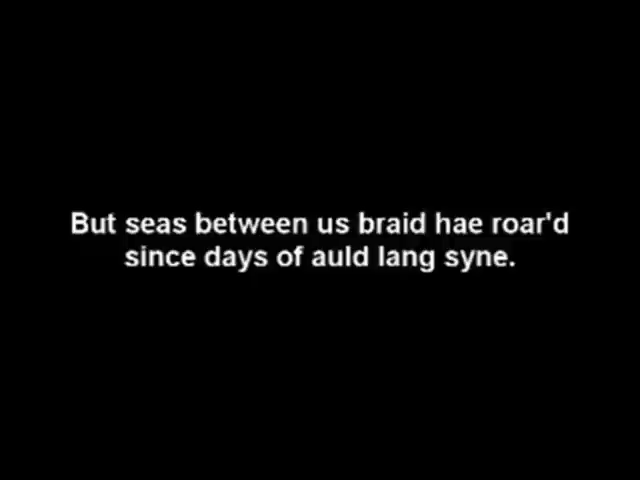 But seas between us braid hae roar'd
since days of auld lang syne.